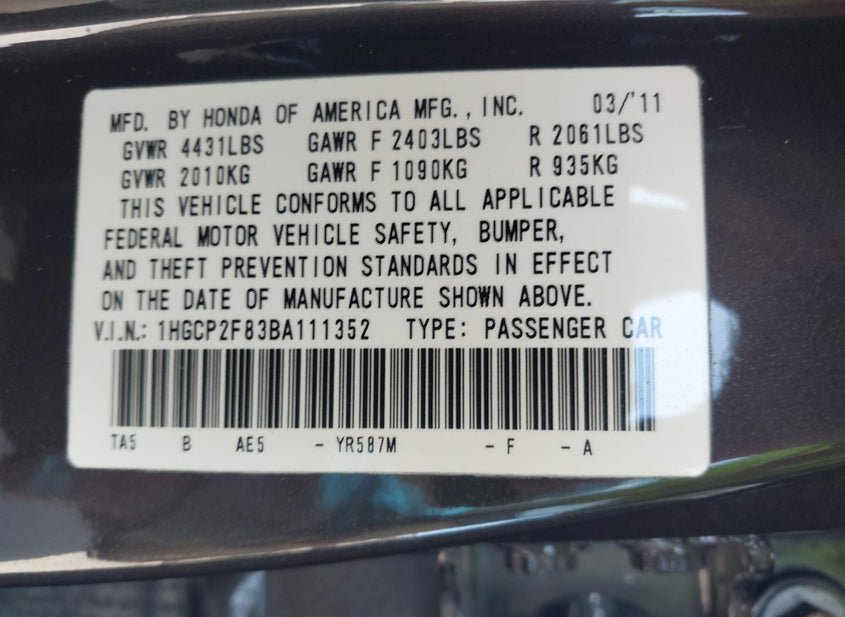 MFD. BY HONDA OF AMERICA MFG., INC. 03/'11
GVWR 4431LBS GAWR F 2403LBS R 2061LBS
GVWR 2010KG GAWR F 1090KG R 935KG
THIS VEHICLE CONFORMS TO ALL APPLICABLE
FEDERAL MOTOR VEHICLE SAFETY, BUMPER,
AND THEFT PREVENTION STANDARDS IN EFFECT
ON THE DATE OF MANUFACTURE SHOWN ABOVE.
V.I.N.: 1HGCP2F83BA111352 TYPE: PASSENGER CAR
TA5 B AE5 - YR587M - F - A